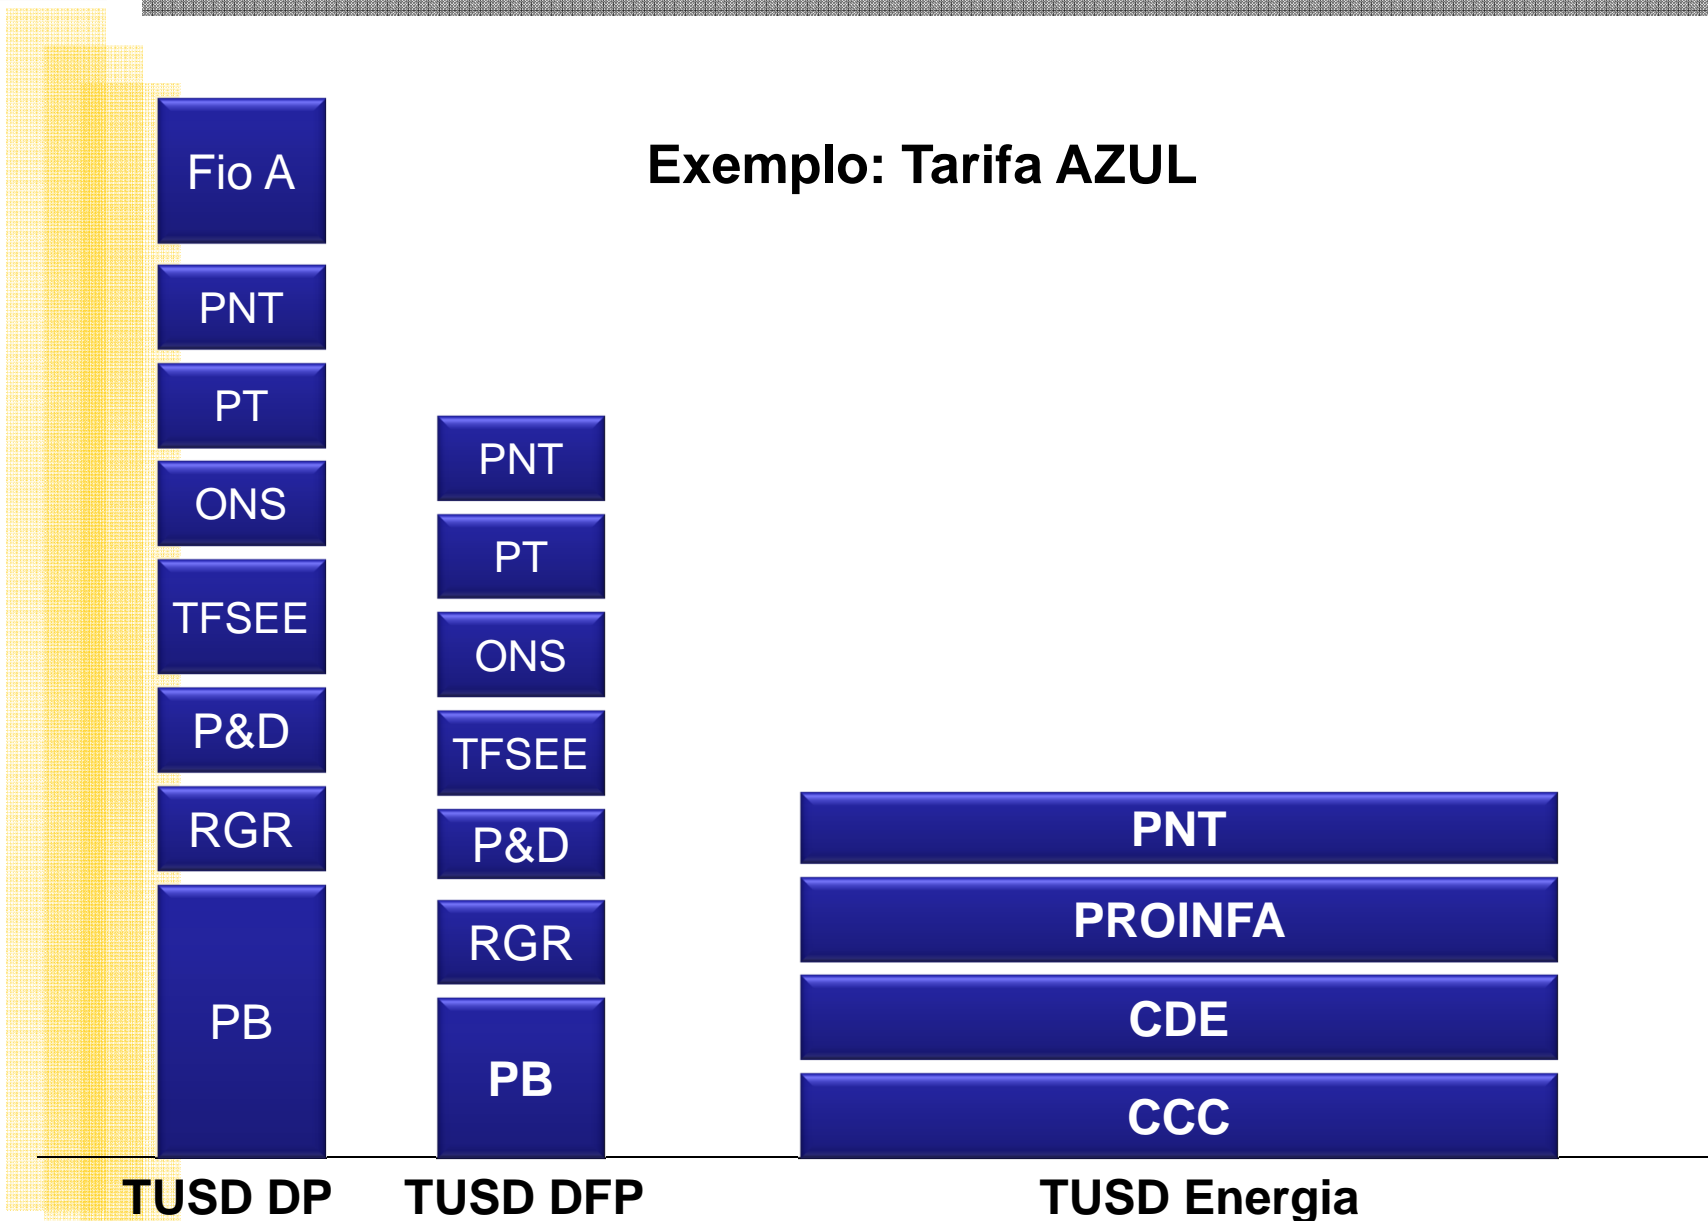 Exemplo: Tarifa AZUL
Fio A
PNT
PT
ONS
TFSEE
P&D
RGR
PB
TUSD DP
PNT
PT
ONS
TFSEE
P&D
RGR
PB
TUSD DFP
PNT
PROINFA
CDE
CCC
TUSD Energia